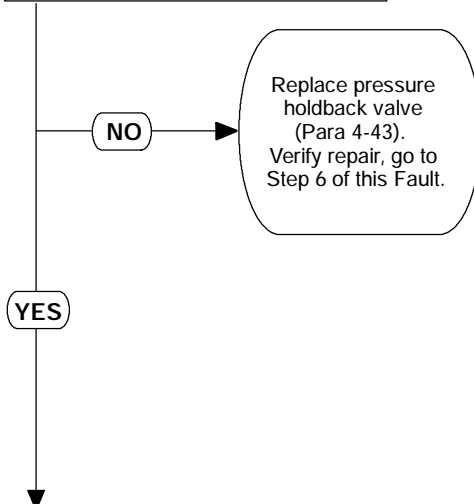 NO
Replace pressure
holdback valve
(Para 4-43).
Verify repair, go to
Step 6 of this Fault.
YES